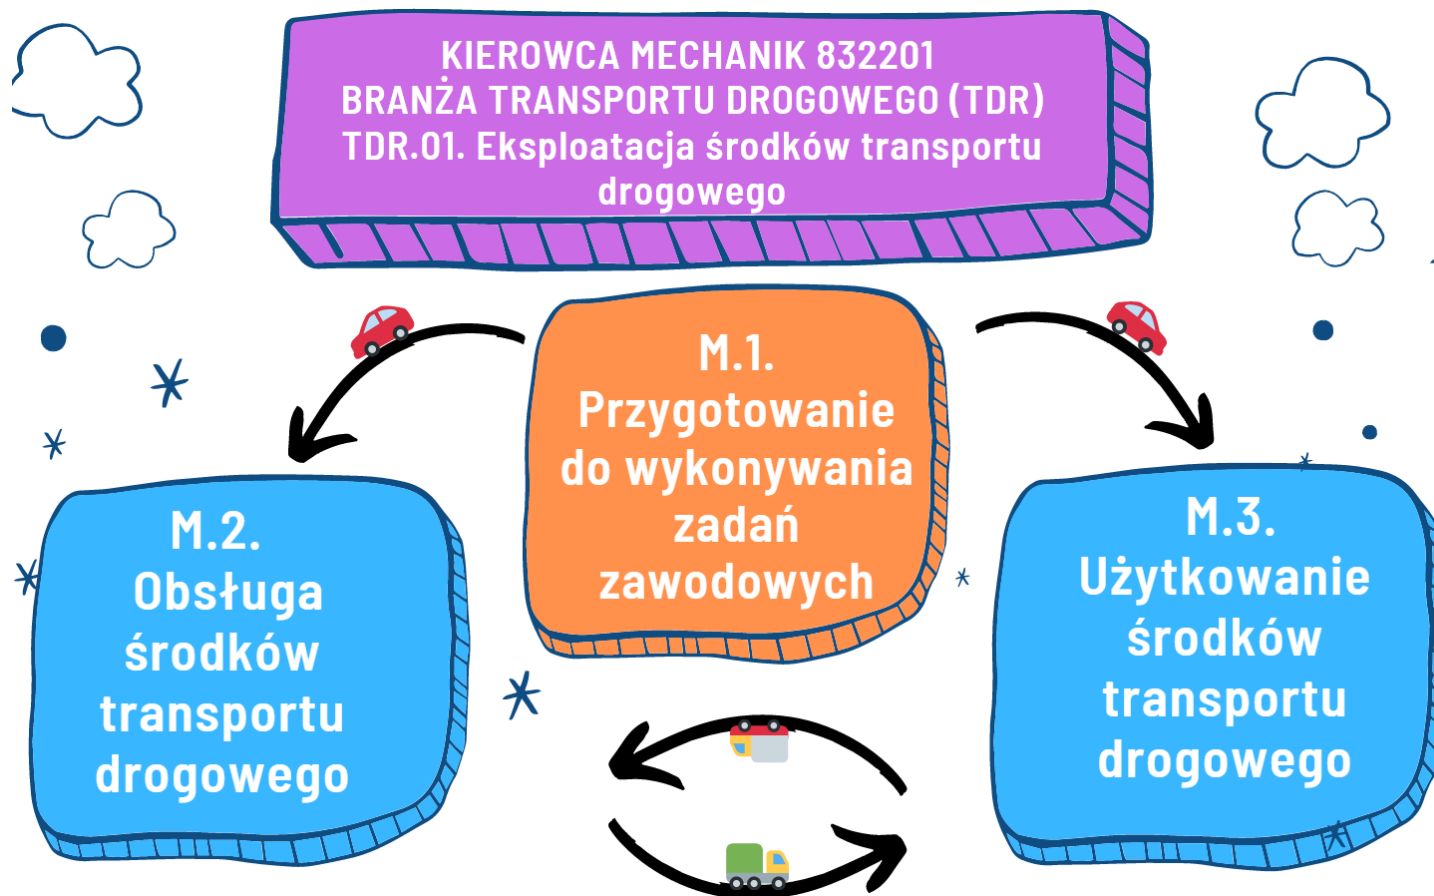 KIEROWCA MECHANIK 832201
BRANŻA TRANSPORTU DROGOWEGO (TDR)
TDR.01. Eksploatacja środków transportu
drogowego
M.1.
Przygotowanie
do wykonywania
zadań
zawodowych
M.2.
Obsługa
środków
transportu
drogowego
M.3.
Użytkowanie
środków
transportu
drogowego